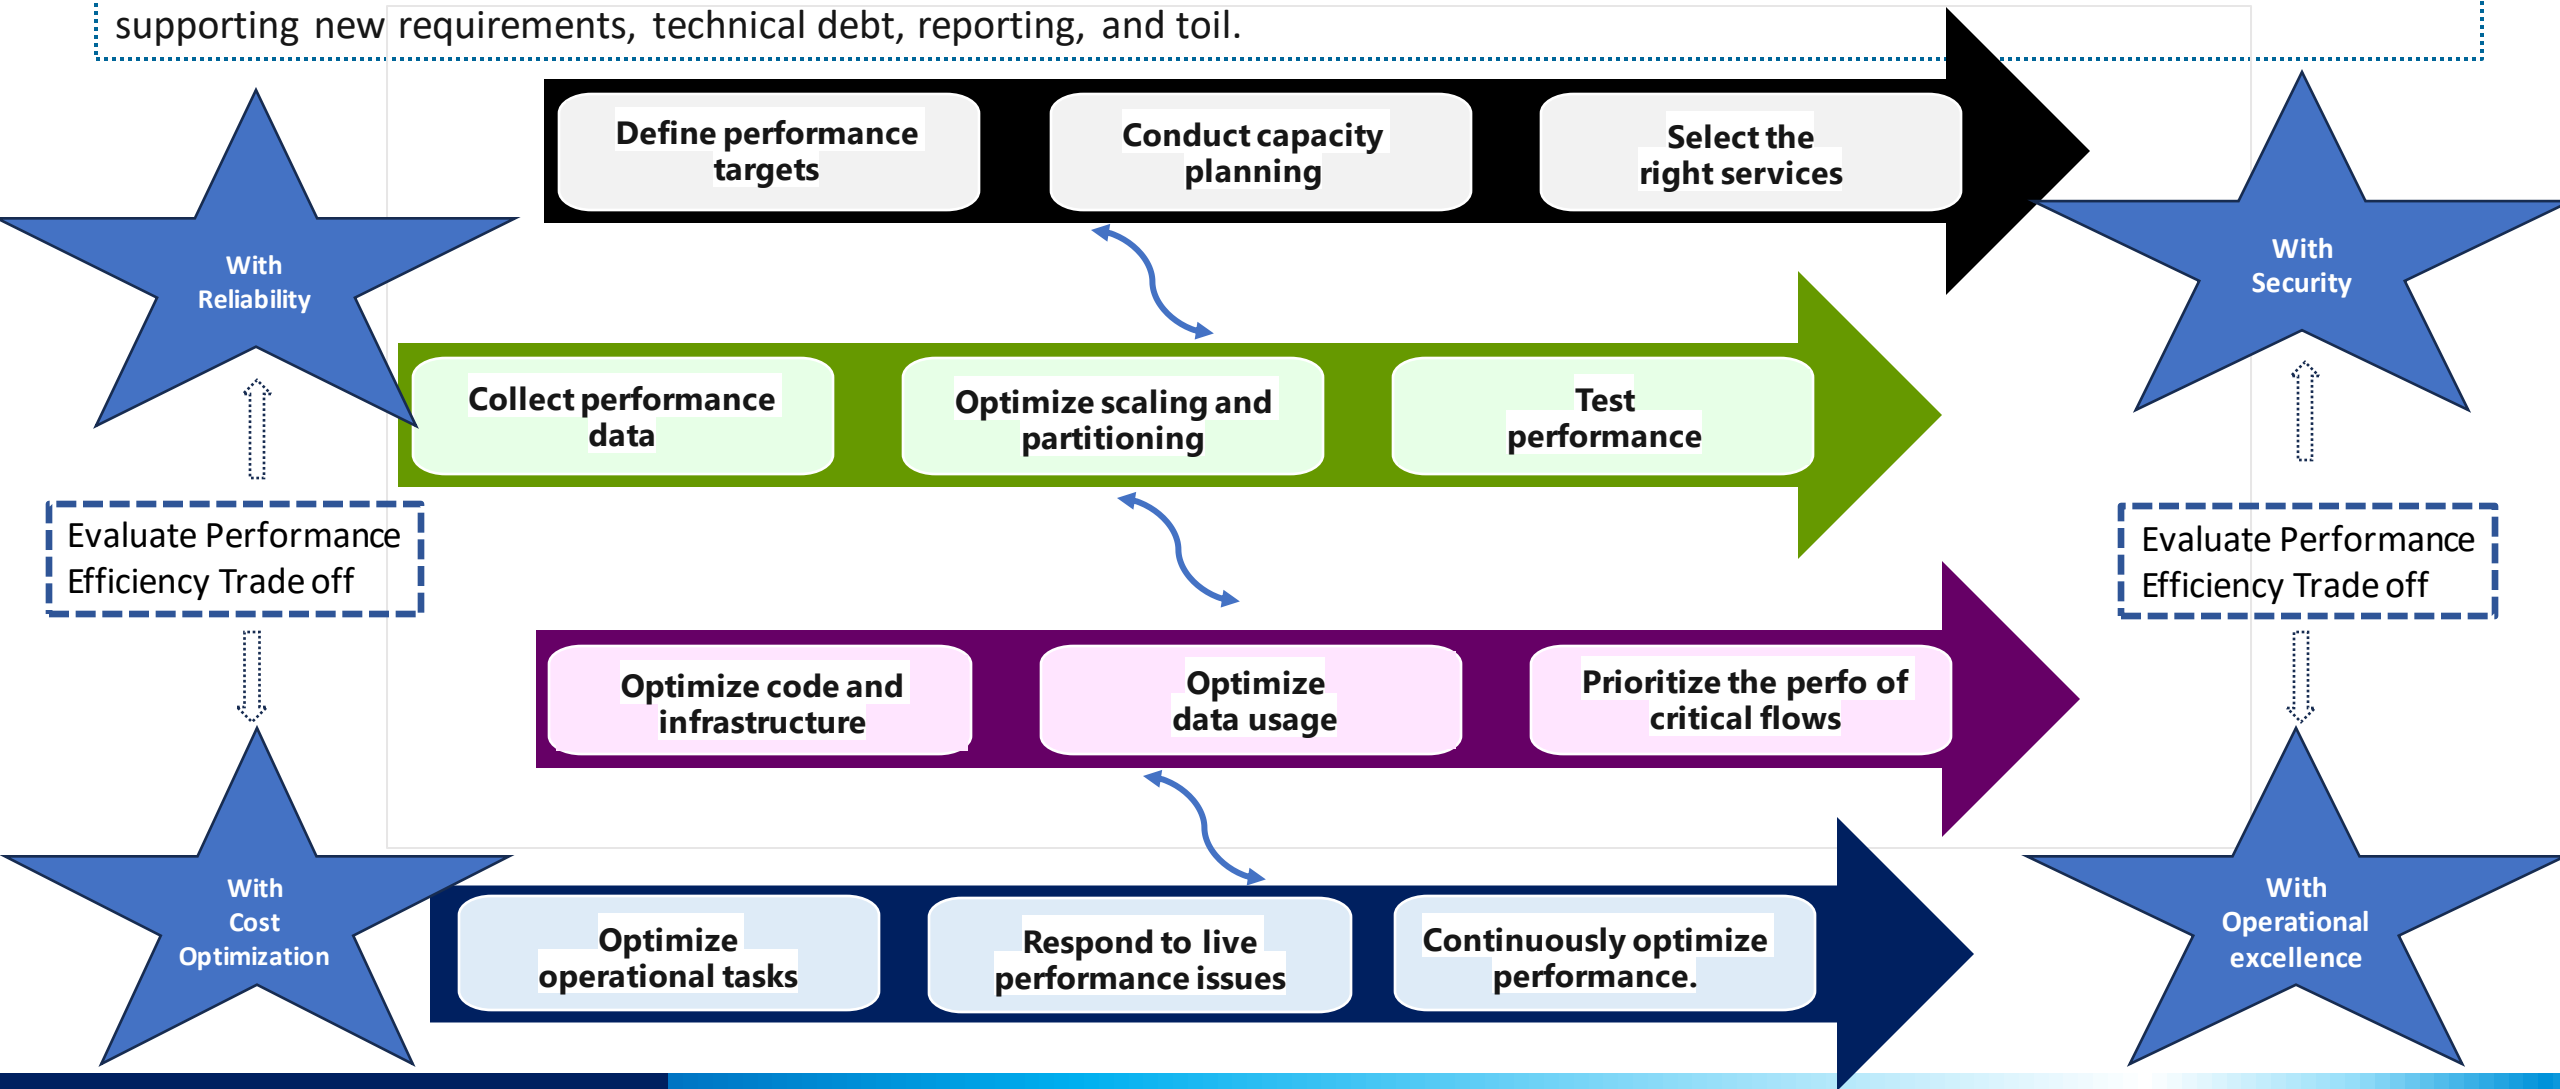 supporting new requirements, technical debt, reporting, and toil.
Define performance
targets
Conduct capacity
planning
Select the
right services
With
Reliability
With
Security
Collect performance
data
Optimize scaling and
partitioning
Test
performance
Evaluate Performance
Efficiency Trade off
Evaluate Performance
Efficiency Trade off
Optimize code and
infrastructure
Optimize
data usage
Prioritize the perfo of
critical flows
With
Cost
Optimization
Optimize
operational tasks
Respond to live
performance issues
Continuously optimize
performance.
With
Operational
excellence